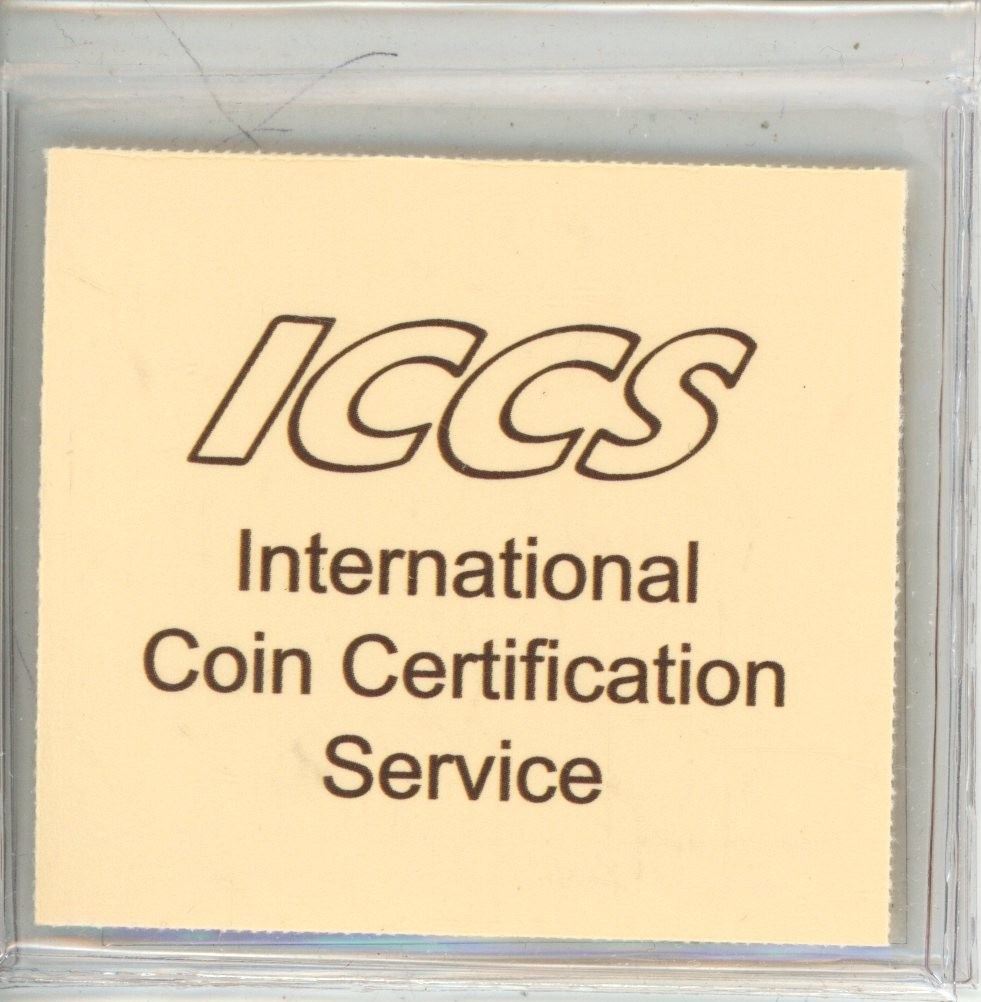 ICCS
International
Coin Certification
Service